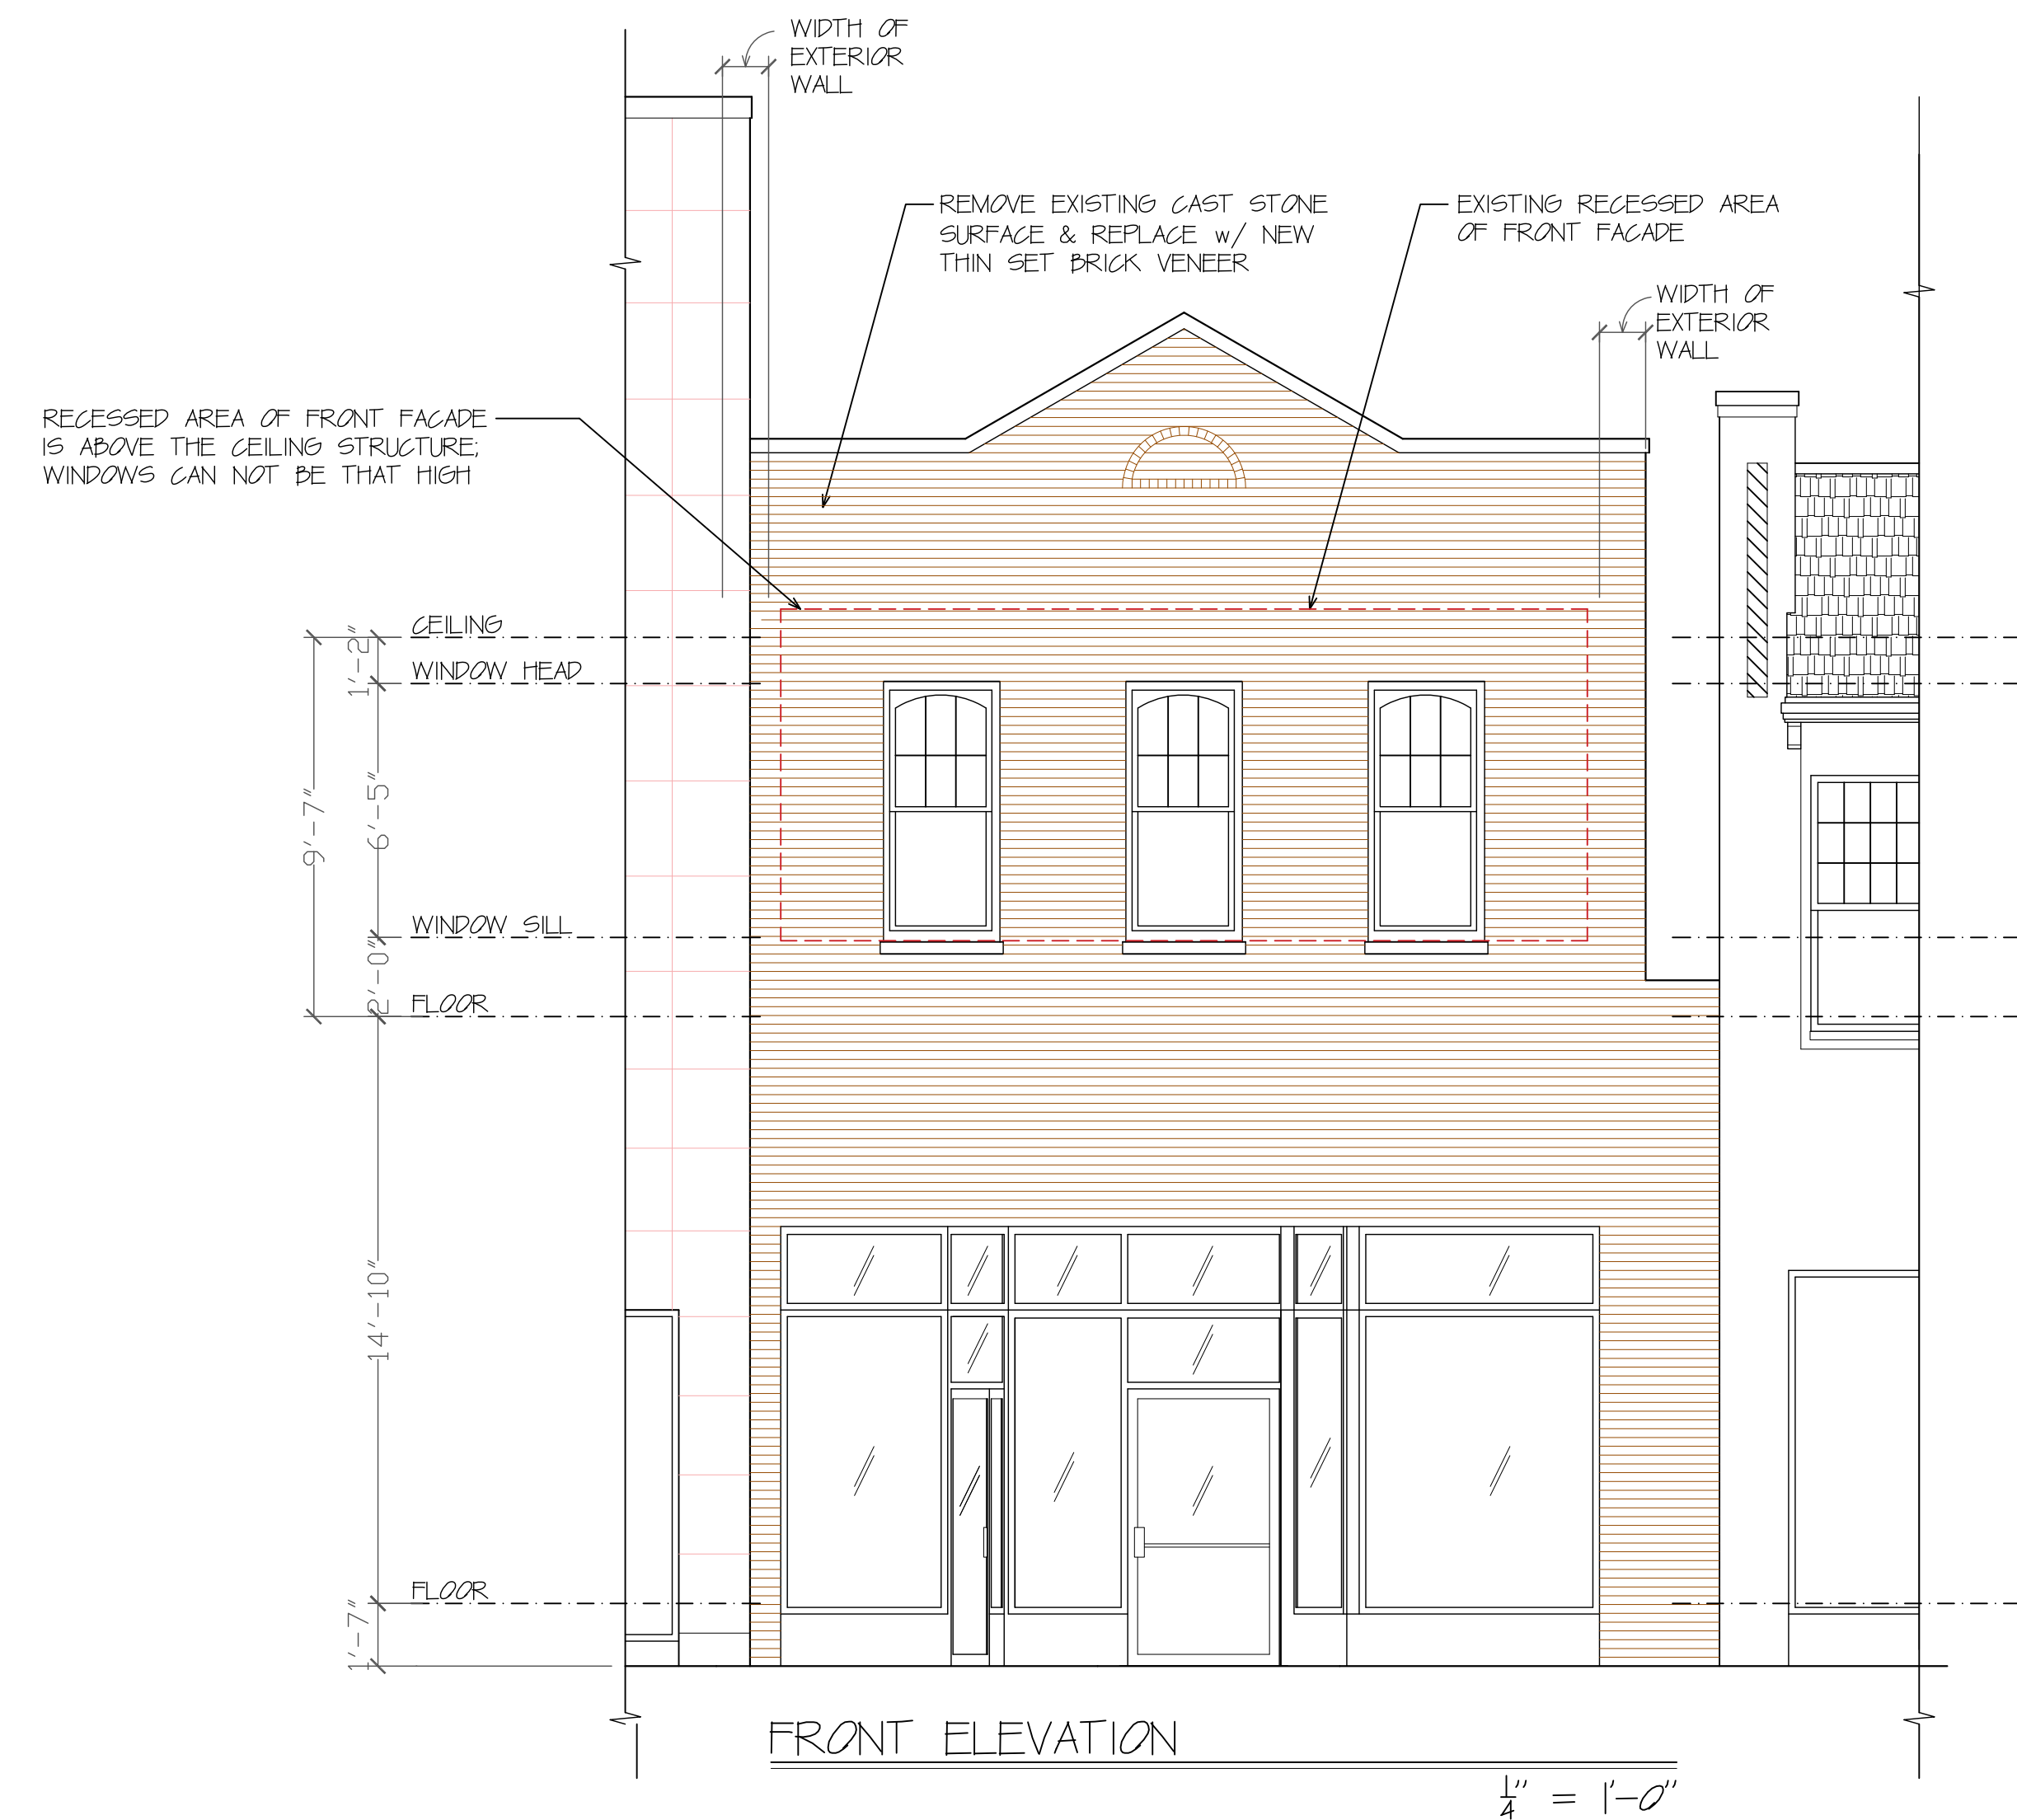 WIDTH OF
EXTERIOR
WALL
REMOVE EXISTING CAST STONE
SURFACE & REPLACE w/ NEW
THIN SET BRICK VENEER
EXISTING RECESSED AREA
OF FRONT FACADE
WIDTH OF
EXTERIOR
WALL
RECESSED AREA OF FRONT FACADE
IS ABOVE THE CEILING STRUCTURE;
WINDOWS CAN NOT BE THAT HIGH
CEILING
1'-2"
WINDOW HEAD
9'-7"
6'-5"
WINDOW SILL
2'-0"
FLOOR
14'-10"
FLOOR
1'-7"
FRONT ELEVATION
1/4" = 1'-0"